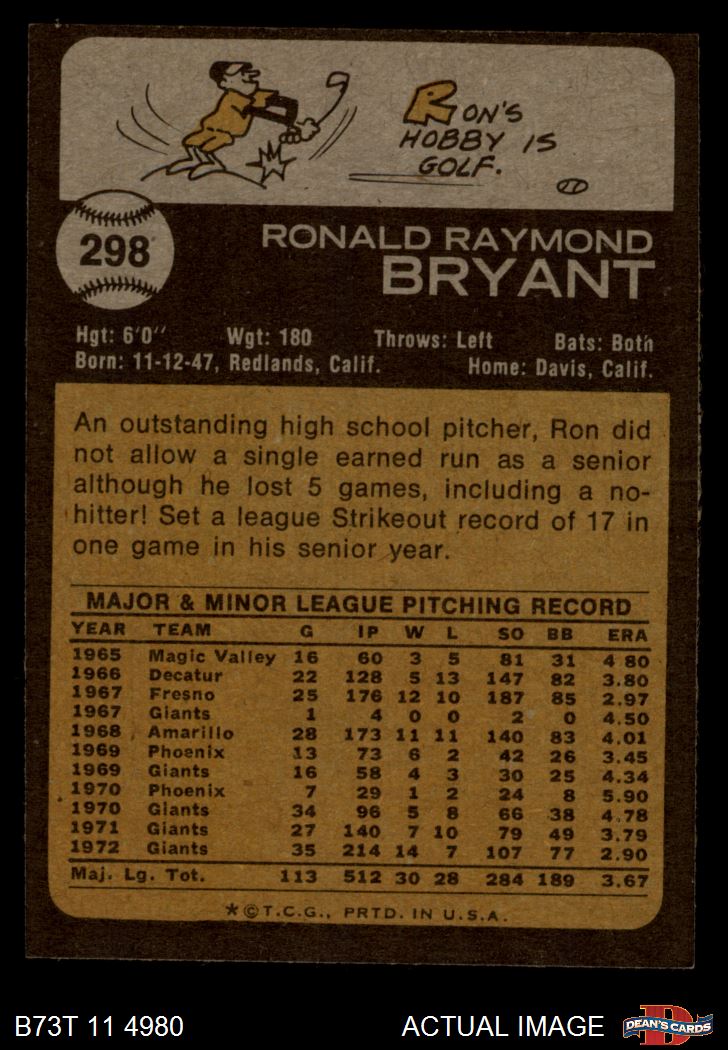 RON'S
HOBBY IS
GOLF.
298
RONALD RAYMOND
BRYANT
Hgt: 6'0" Wgt: 180 Throws: Left Bats: Both
Born: 11-12-47, Redlands, Calif. Home: Davis, Calif.
An outstanding high school pitcher, Ron did
not allow a single earned run as a senior
although he lost 5 games, including a no-
hitter! Set a league Strikeout record of 17 in
one game in his senior year.
MAJOR & MINOR LEAGUE PITCHING RECORD
YEAR TEAM G IP W L SO BB ERA
1965 Magic Valley 16 60 3 5 81 31 4 80
1966 Decatur 22 128 5 13 147 82 3.80
1967 Fresno 25 176 12 10 187 85 2.97
1967 Giants 1 4 0 0 2 0 4.50
1968 Amarillo 28 173 11 11 140 83 4.01
1969 Phoenix 13 73 6 2 42 26 3.45
1969 Giants 16 58 4 3 30 25 4.34
1970 Phoenix 7 29 1 2 24 8 5.90
1970 Giants 34 96 5 8 66 38 4.78
1971 Giants 27 140 7 10 79 49 3.79
1972 Giants 35 214 14 7 107 77 2.90
Maj. Lg. Tot. 113 512 30 28 284 189 3.67
*©T.C.G., PRTD. IN U.S.A.
B73T 11 4980 ACTUAL IMAGE DEAN'S CARDS